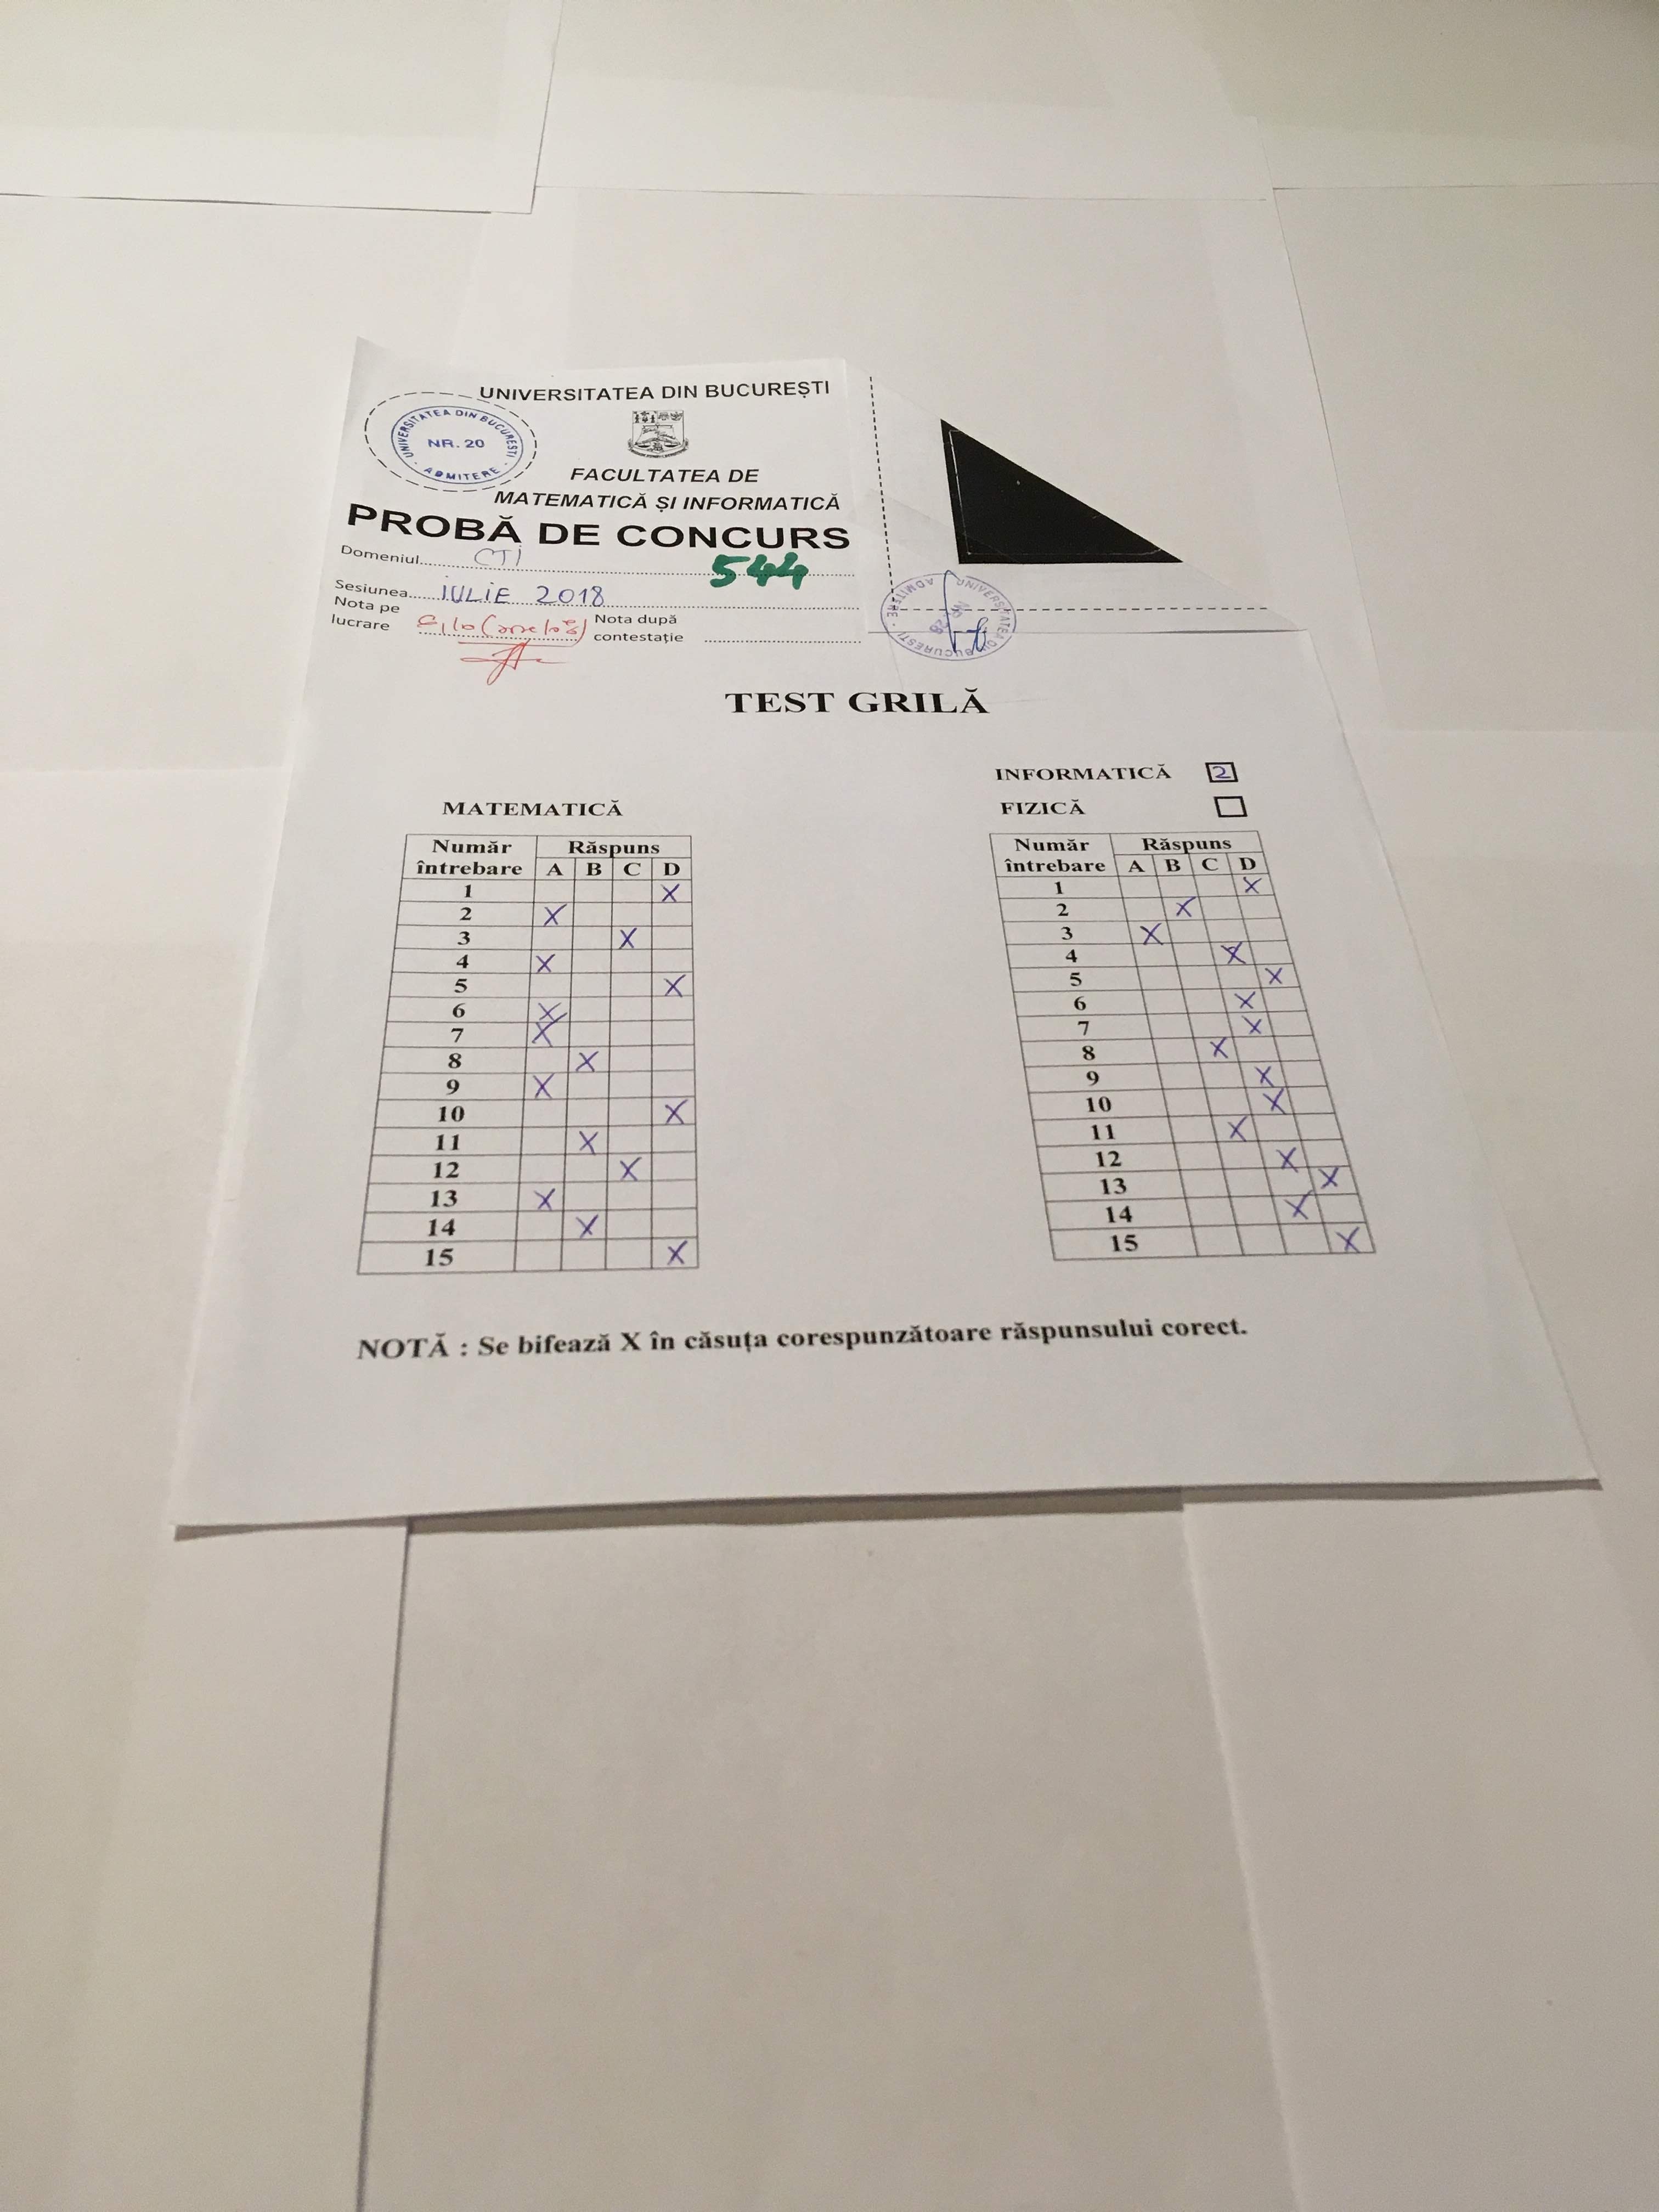 UNIVERSITATEA DIN BUCUREȘTI
UNIVERSITATEA DIN BUCUREȘTI
NR. 20
ADMITERE
FACULTATEA DE
MATEMATICĂ ȘI INFORMATICĂ
PROBĂ DE CONCURS
Domeniul CTI 544
Sesiunea IULIE 2018
Nota pe lucrare
Nota după contestație
UNIVERSITATEA DIN BUCUREȘTI
ADMITERE
TEST GRILĂ
INFORMATICĂ 2
MATEMATICĂ
FIZICĂ
Număr întrebare Răspuns
A B C D
1 X
2 X
3 X
4 X
5 X
6 X
7 X
8 X
9 X
10 X
11 X
12 X
13 X
14 X
15 X
Număr întrebare Răspuns
A B C D
1 X
2 X
3 X
4 X
5 X
6 X
7 X
8 X
9 X
10 X
11 X
12 X
13 X
14 X
15 X
NOTĂ : Se bifează X în căsuța corespunzătoare răspunsului corect.